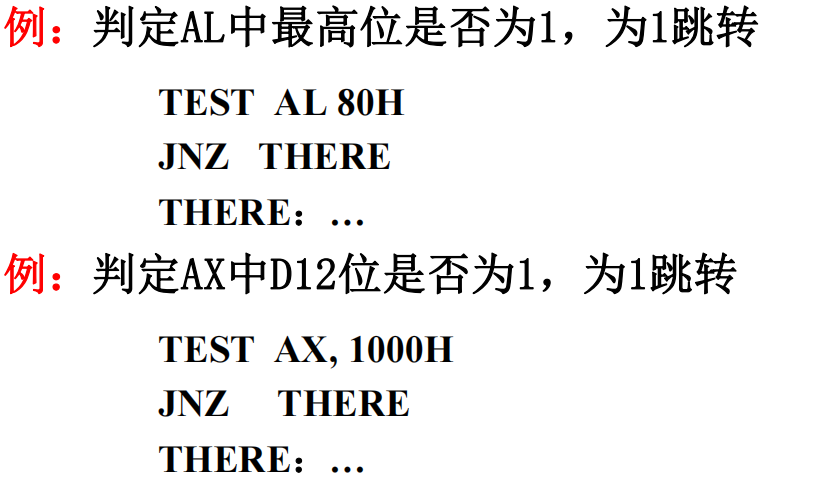 例：判定AL中最高位是否为1，为1跳转
TEST AL 80H
JNZ THERE
THERE：…
例：判定AX中D12位是否为1，为1跳转
TEST AX, 1000H
JNZ THERE
THERE：…